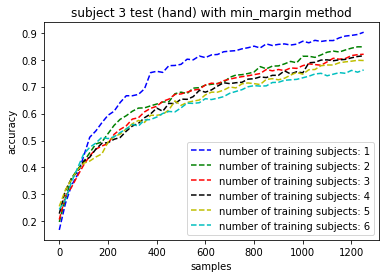 subject 3 test (hand) with min_margin method
accuracy
0.9
0.8
0.7
0.6
0.5
0.4
0.3
0.2
number of training subjects: 1
number of training subjects: 2
number of training subjects: 3
number of training subjects: 4
number of training subjects: 5
number of training subjects: 6
0 200 400 600 800 1000 1200
samples